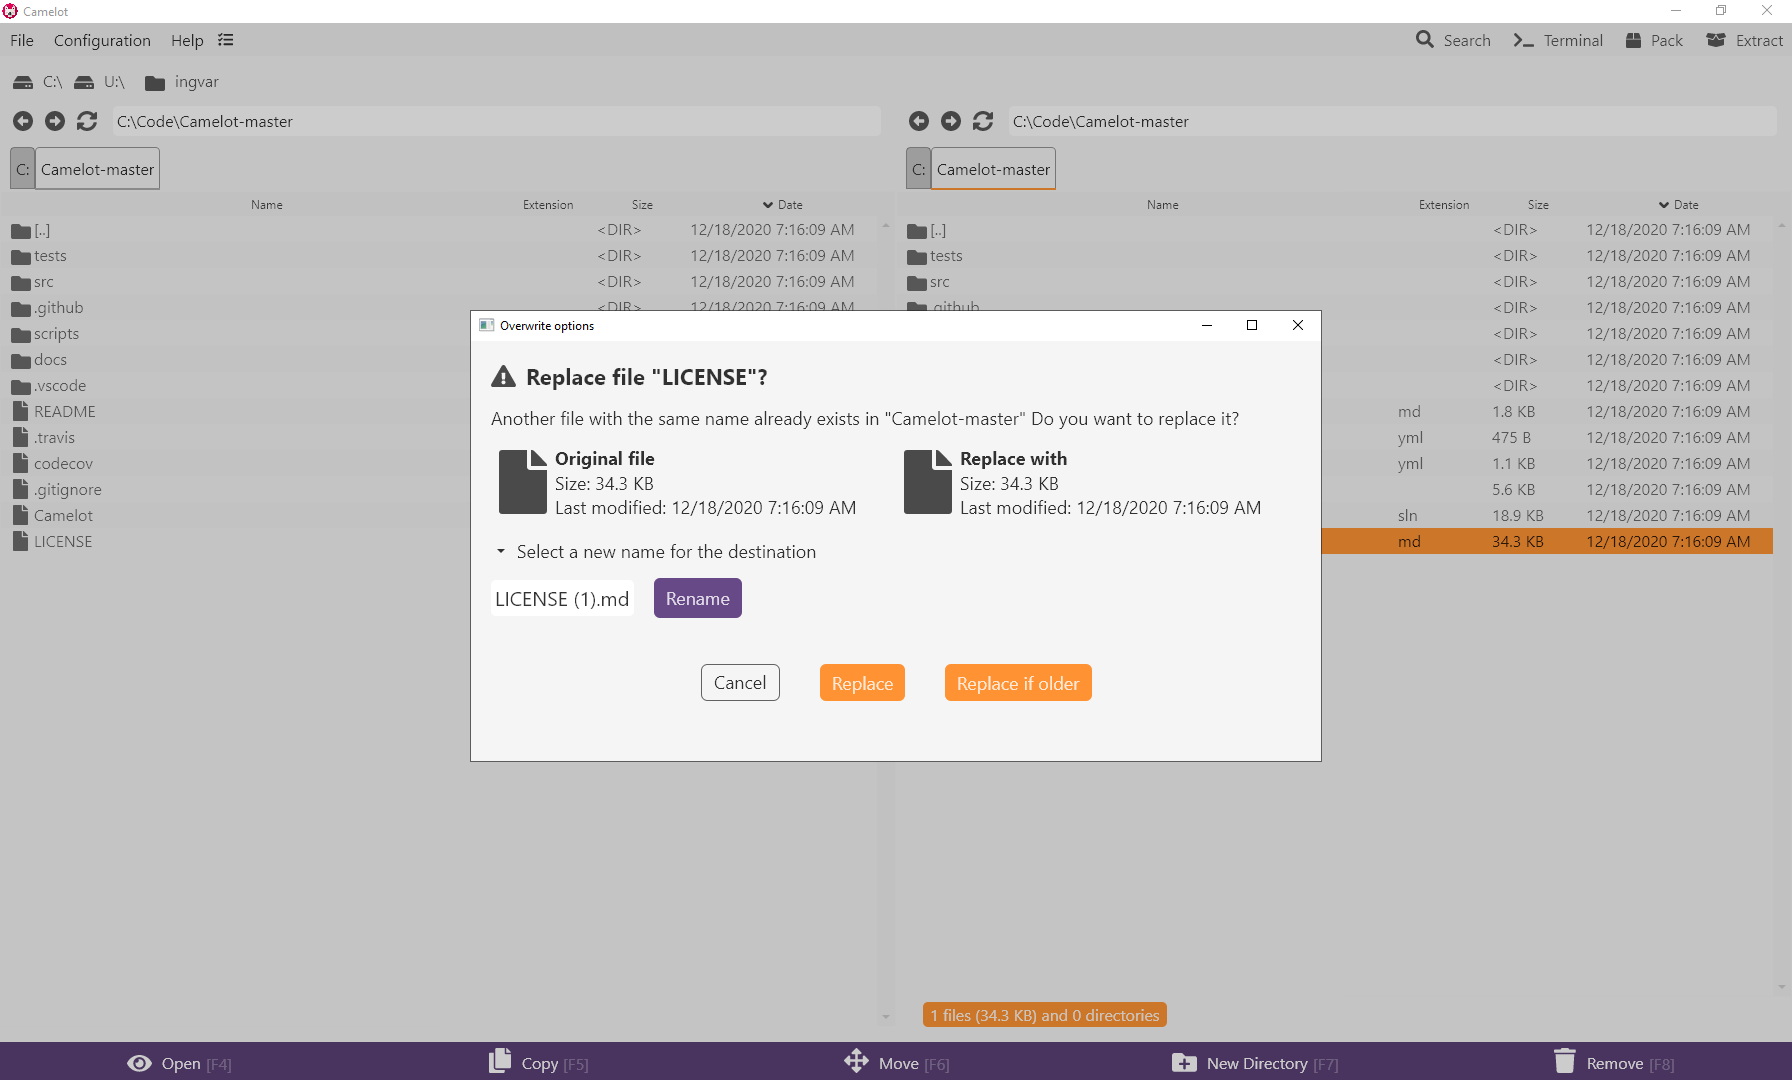 Camelot
File Configuration Help
Search Terminal Pack Extract
C:\ U:\ ingvar
C:\Code\Camelot-master
C: Camelot-master
Name Extension Size Date
[..] <DIR> 12/18/2020 7:16:09 AM
tests <DIR> 12/18/2020 7:16:09 AM
src <DIR> 12/18/2020 7:16:09 AM
.github <DIR> 12/18/2020 7:16:09 AM
scripts
docs
.vscode
README
.travis
codecov
.gitignore
Camelot
LICENSE
C:\Code\Camelot-master
C: Camelot-master
Name Extension Size Date
[..] <DIR> 12/18/2020 7:16:09 AM
tests <DIR> 12/18/2020 7:16:09 AM
src <DIR> 12/18/2020 7:16:09 AM
.github <DIR> 12/18/2020 7:16:09 AM
<DIR> 12/18/2020 7:16:09 AM
<DIR> 12/18/2020 7:16:09 AM
<DIR> 12/18/2020 7:16:09 AM
md 1.8 KB 12/18/2020 7:16:09 AM
yml 475 B 12/18/2020 7:16:09 AM
yml 1.1 KB 12/18/2020 7:16:09 AM
5.6 KB 12/18/2020 7:16:09 AM
sln 18.9 KB 12/18/2020 7:16:09 AM
md 34.3 KB 12/18/2020 7:16:09 AM
Overwrite options
Replace file "LICENSE"?
Another file with the same name already exists in "Camelot-master" Do you want to replace it?
Original file
Size: 34.3 KB
Last modified: 12/18/2020 7:16:09 AM
Replace with
Size: 34.3 KB
Last modified: 12/18/2020 7:16:09 AM
Select a new name for the destination
LICENSE (1).md Rename
Cancel Replace Replace if older
1 files (34.3 KB) and 0 directories
Open [F4] Copy [F5] Move [F6] New Directory [F7] Remove [F8]